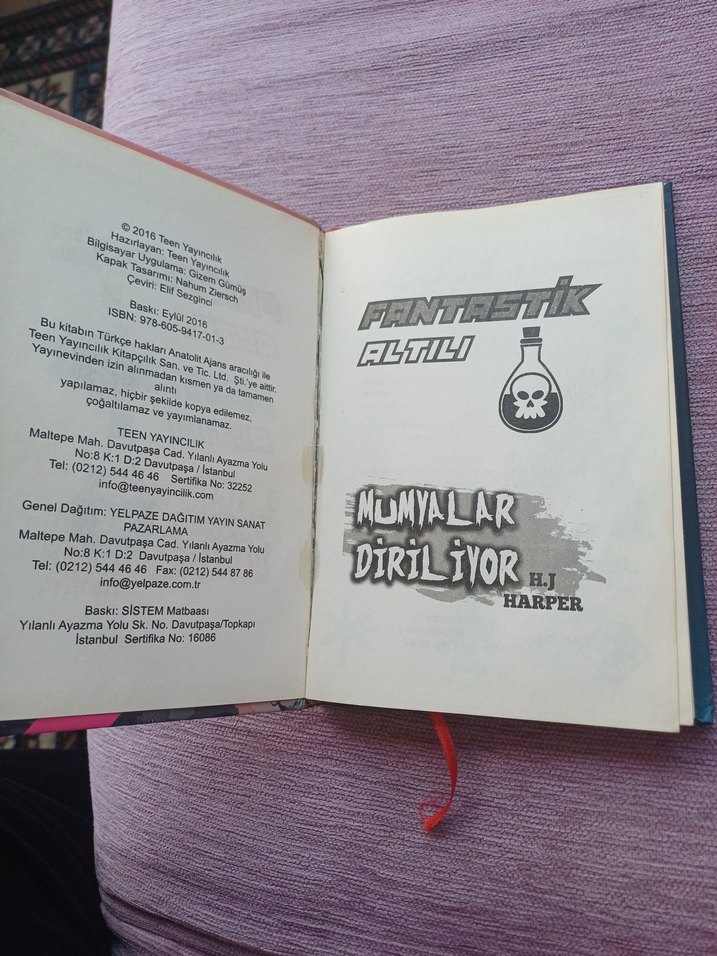 © 2016 Teen Yayıncılık
Hazırlayan: Teen Yayıncılık
Bilgisayar Uygulama: Gizem Gümüş
Kapak Tasarımı: Nahum Ziersch
Çeviri: Elif Sezginci
Baskı: Eylül 2016
ISBN: 978-605-9417-01-3
Bu kitabın Türkçe hakları Anatolit Ajans aracılığı ile
Teen Yayıncılık Kitapçılık San. ve Tic. Ltd. Şti.'ye aittir.
Yayınevinden izin alınmadan kısmen ya da tamamen
alıntı
yapılamaz, hiçbir şekilde kopya edilemez,
çoğaltılamaz ve yayımlanamaz.
TEEN YAYINCILIK
Maltepe Mah. Davutpaşa Cad. Yılanlı Ayazma Yolu
No:8 K:1 D:2 Davutpaşa / İstanbul
Tel: (0212) 544 46 46 Sertifika No: 32252
info@teenyayincilik.com
Genel Dağıtım: YELPAZE DAĞITIM YAYIN SANAT
PAZARLAMA
Maltepe Mah. Davutpaşa Cad. Yılanlı Ayazma Yolu
No:8 K:1 D:2 Davutpaşa / İstanbul
Tel: (0212) 544 46 46 Fax: (0212) 544 87 86
info@yelpaze.com.tr
Baskı: SİSTEM Matbaası
Yılanlı Ayazma Yolu Sk. No. Davutpaşa/Topkapı
İstanbul Sertifika No: 16086
FANTASTİK
ALTILI
MUMYALAR
DİRİLİYOR
H.J
HARPER